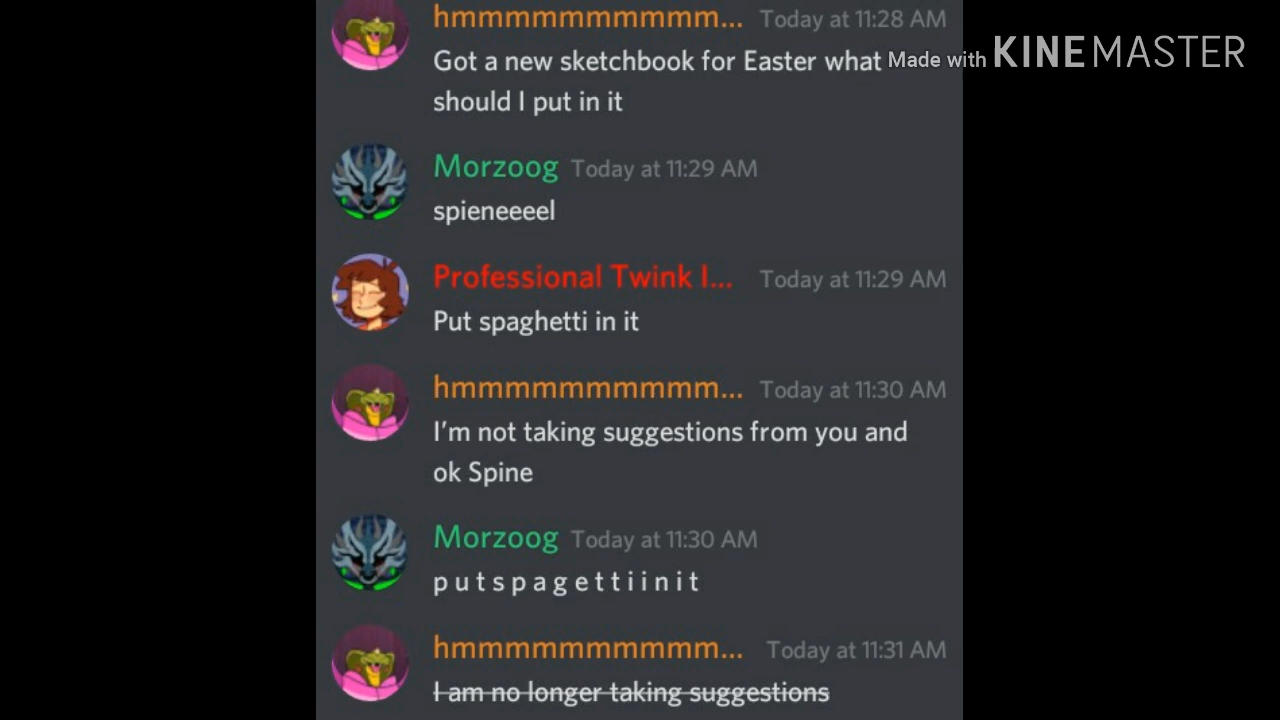 hmmmmmmmmmm... Today at 11:28 AM
Got a new sketchbook for Easter what
should I put in it
Made with KINEMASTER
Morzoog Today at 11:29 AM
spieneeeel
Professional Twink I... Today at 11:29 AM
Put spaghetti in it
hmmmmmmmmmm... Today at 11:30 AM
I'm not taking suggestions from you and
ok Spine
Morzoog Today at 11:30 AM
p u t s p a g e t t i i n i t
hmmmmmmmmmm... Today at 11:31 AM
I am no longer taking suggestions